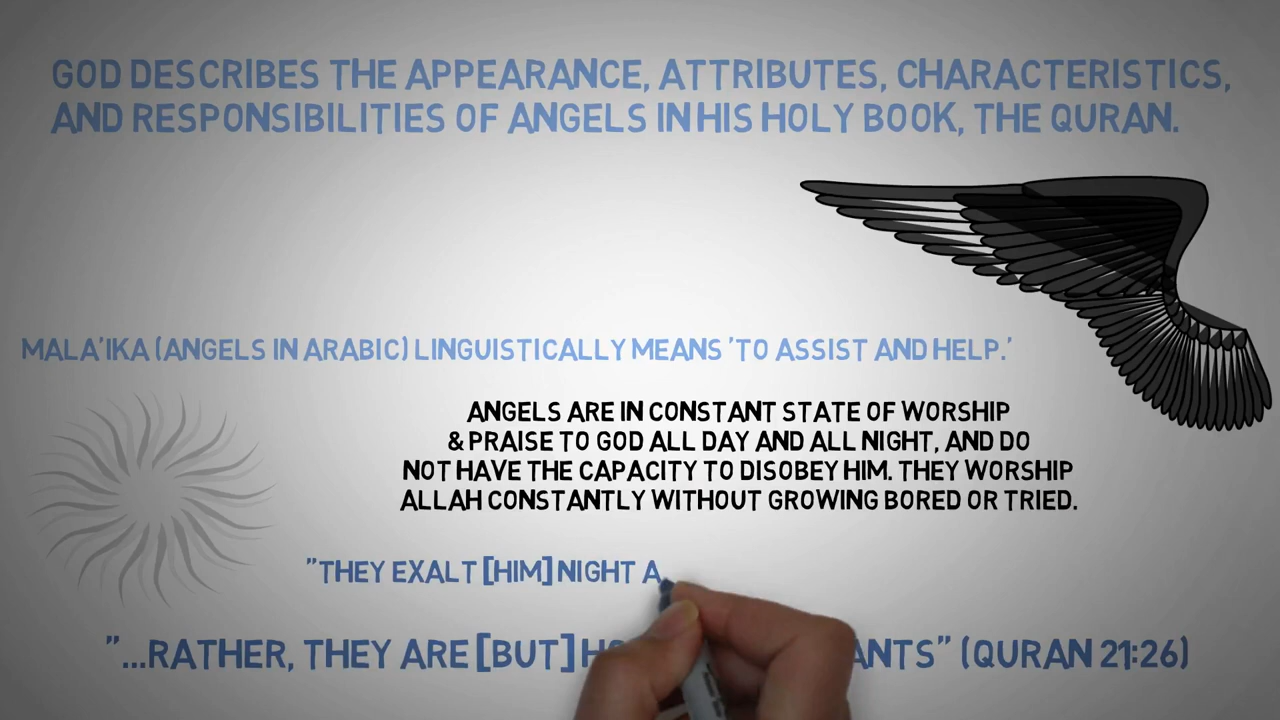 GOD DESCRIBES THE APPEARANCE, ATTRIBUTES, CHARACTERISTICS,
AND RESPONSIBILITIES OF ANGELS IN HIS HOLY BOOK, THE QURAN.
MALA'IKA (ANGELS IN ARABIC) LINGUISTICALLY MEANS 'TO ASSIST AND HELP.'
ANGELS ARE IN CONSTANT STATE OF WORSHIP
& PRAISE TO GOD ALL DAY AND ALL NIGHT, AND DO
NOT HAVE THE CAPACITY TO DISOBEY HIM. THEY WORSHIP
ALLAH CONSTANTLY WITHOUT GROWING BORED OR TRIED.
"THEY EXALT [HIM] NIGHT A
"...RATHER, THEY ARE [BUT] (QURAN 21:26)